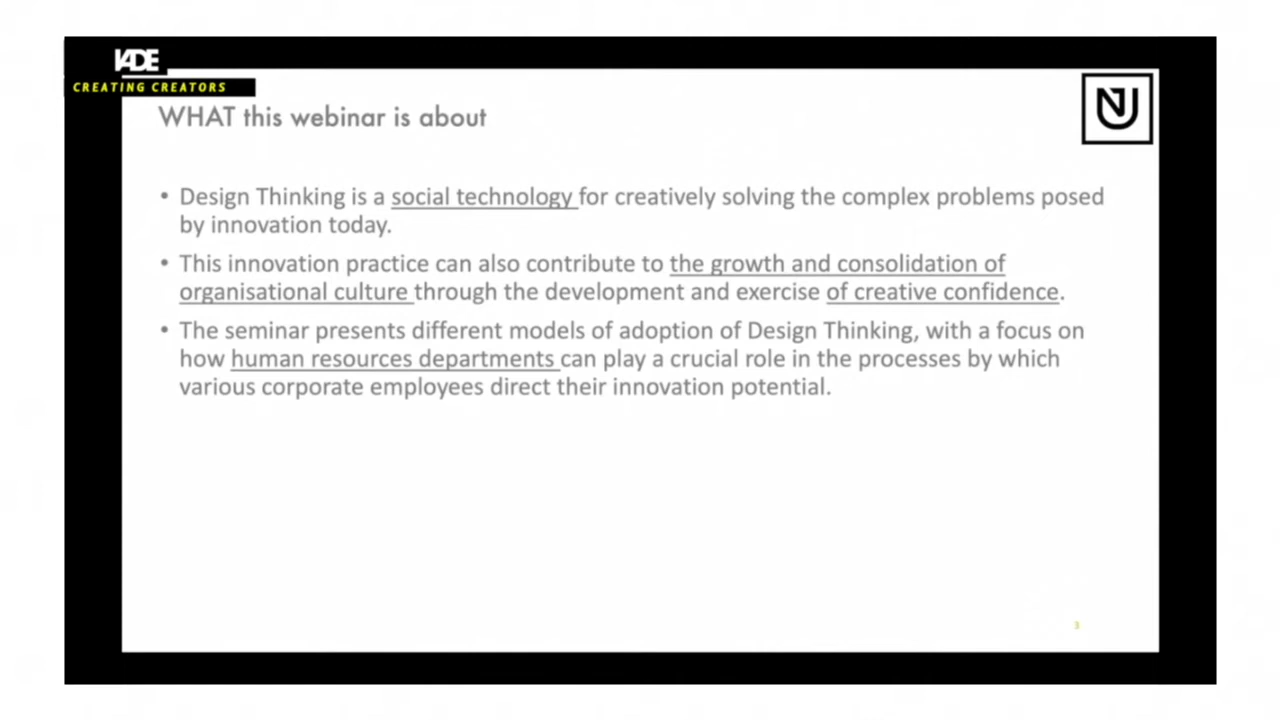 IADE
CREATING CREATORS
WHAT this webinar is about
• Design Thinking is a social technology for creatively solving the complex problems posed
by innovation today.
• This innovation practice can also contribute to the growth and consolidation of
organisational culture through the development and exercise of creative confidence.
• The seminar presents different models of adoption of Design Thinking, with a focus on
how human resources departments can play a crucial role in the processes by which
various corporate employees direct their innovation potential.
3